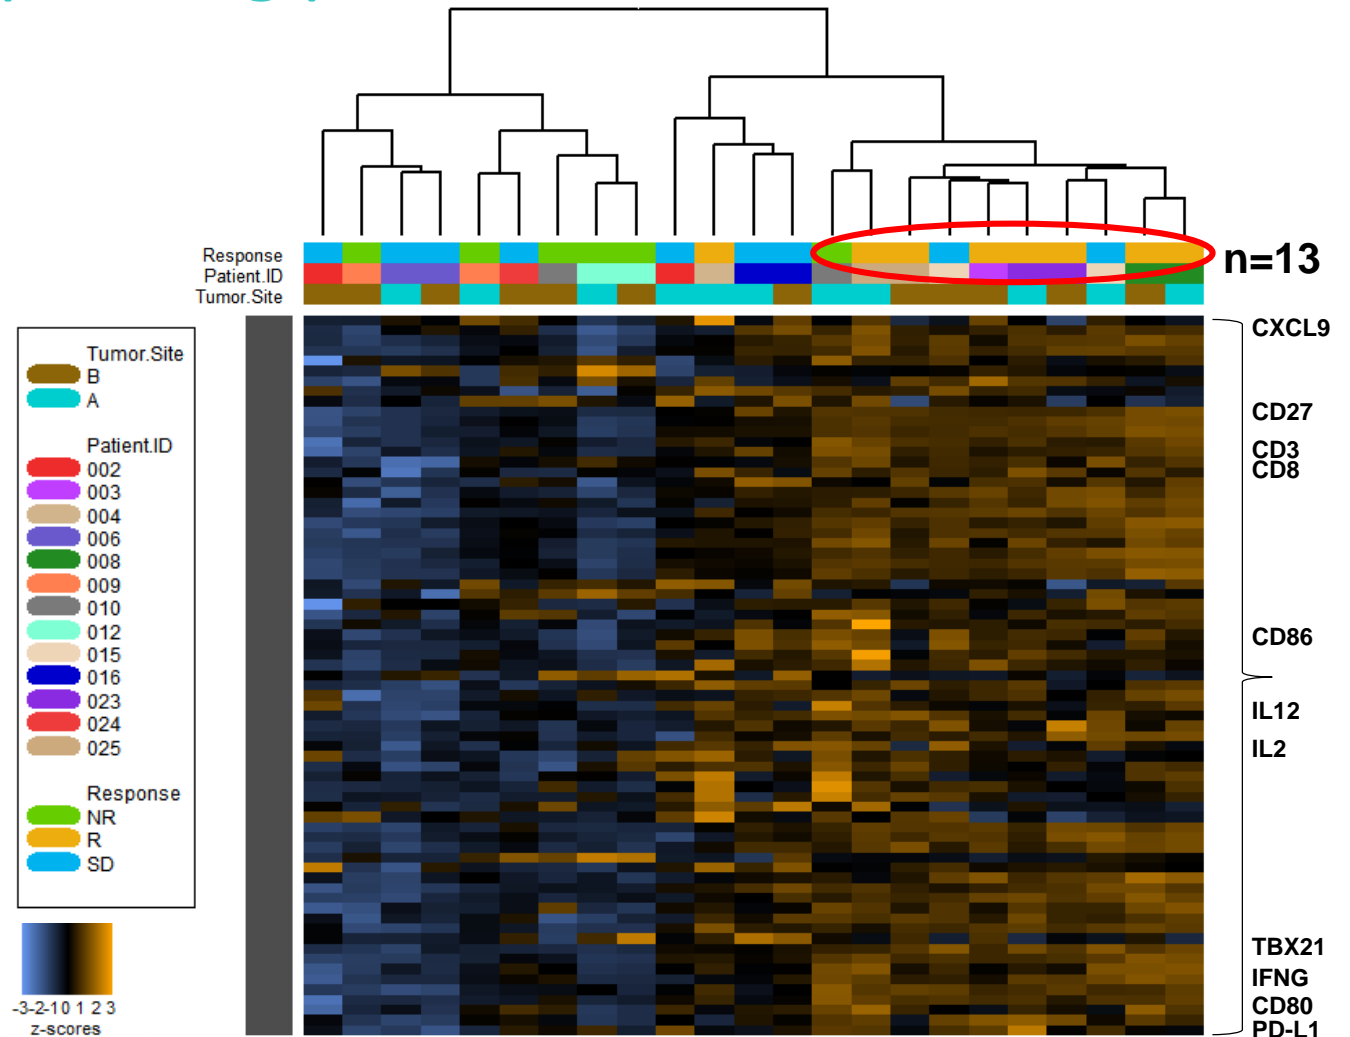 Response
Patient.ID
Tumor.Site
n=13
Tumor.Site
B
A
Patient.ID
002
003
004
006
008
009
010
012
015
016
023
024
025
Response
NR
R
SD
-3-2-10 1 2 3
z-scores
CXCL9
CD27
CD3
CD8
CD86
IL12
IL2
TBX21
IFNG
CD80
PD-L1